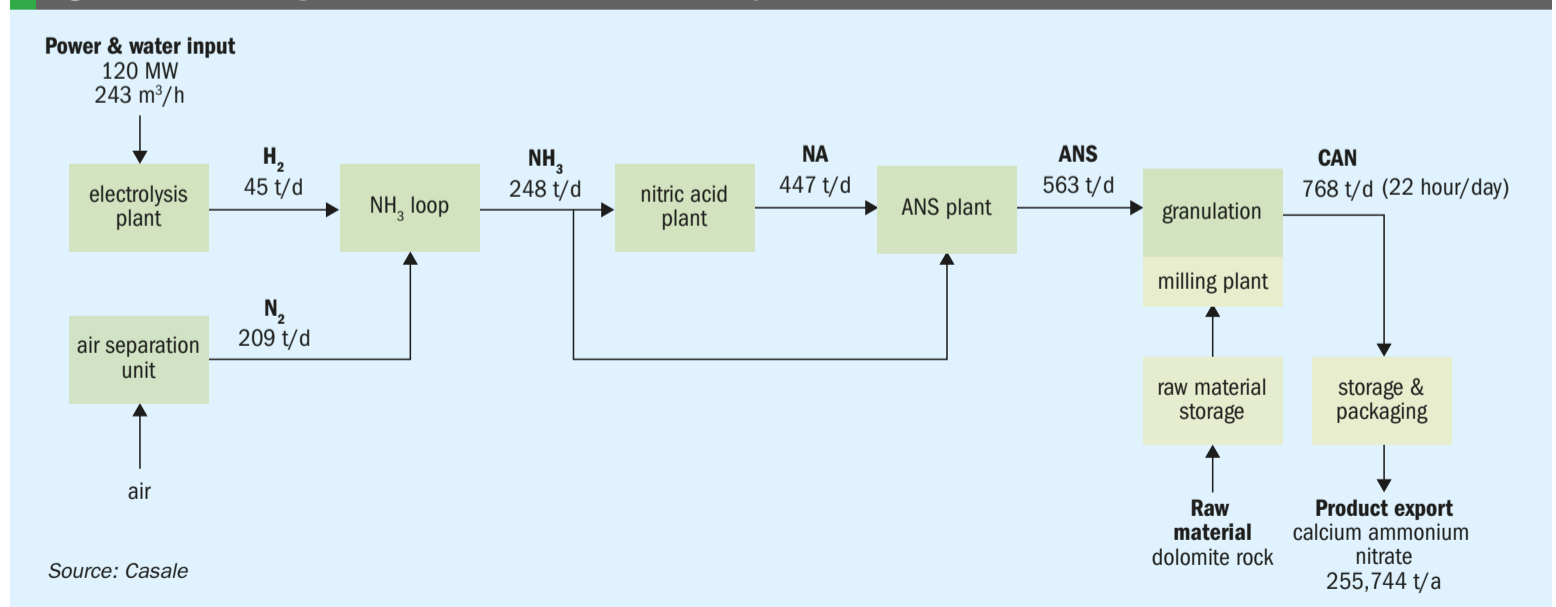 Power & water input
120 MW
243 m³/h
electrolysis
plant
H₂
45 t/d
NH₃ loop
NH₃
248 t/d
nitric acid
plant
NA
447 t/d
ANS plant
ANS
563 t/d
granulation
milling plant
CAN
768 t/d (22 hour/day)
air separation
unit
N₂
209 t/d
air
raw material
storage
storage &
packaging
Raw
material
dolomite rock
Product export
calcium ammonium
nitrate
255,744 t/a
Source: Casale